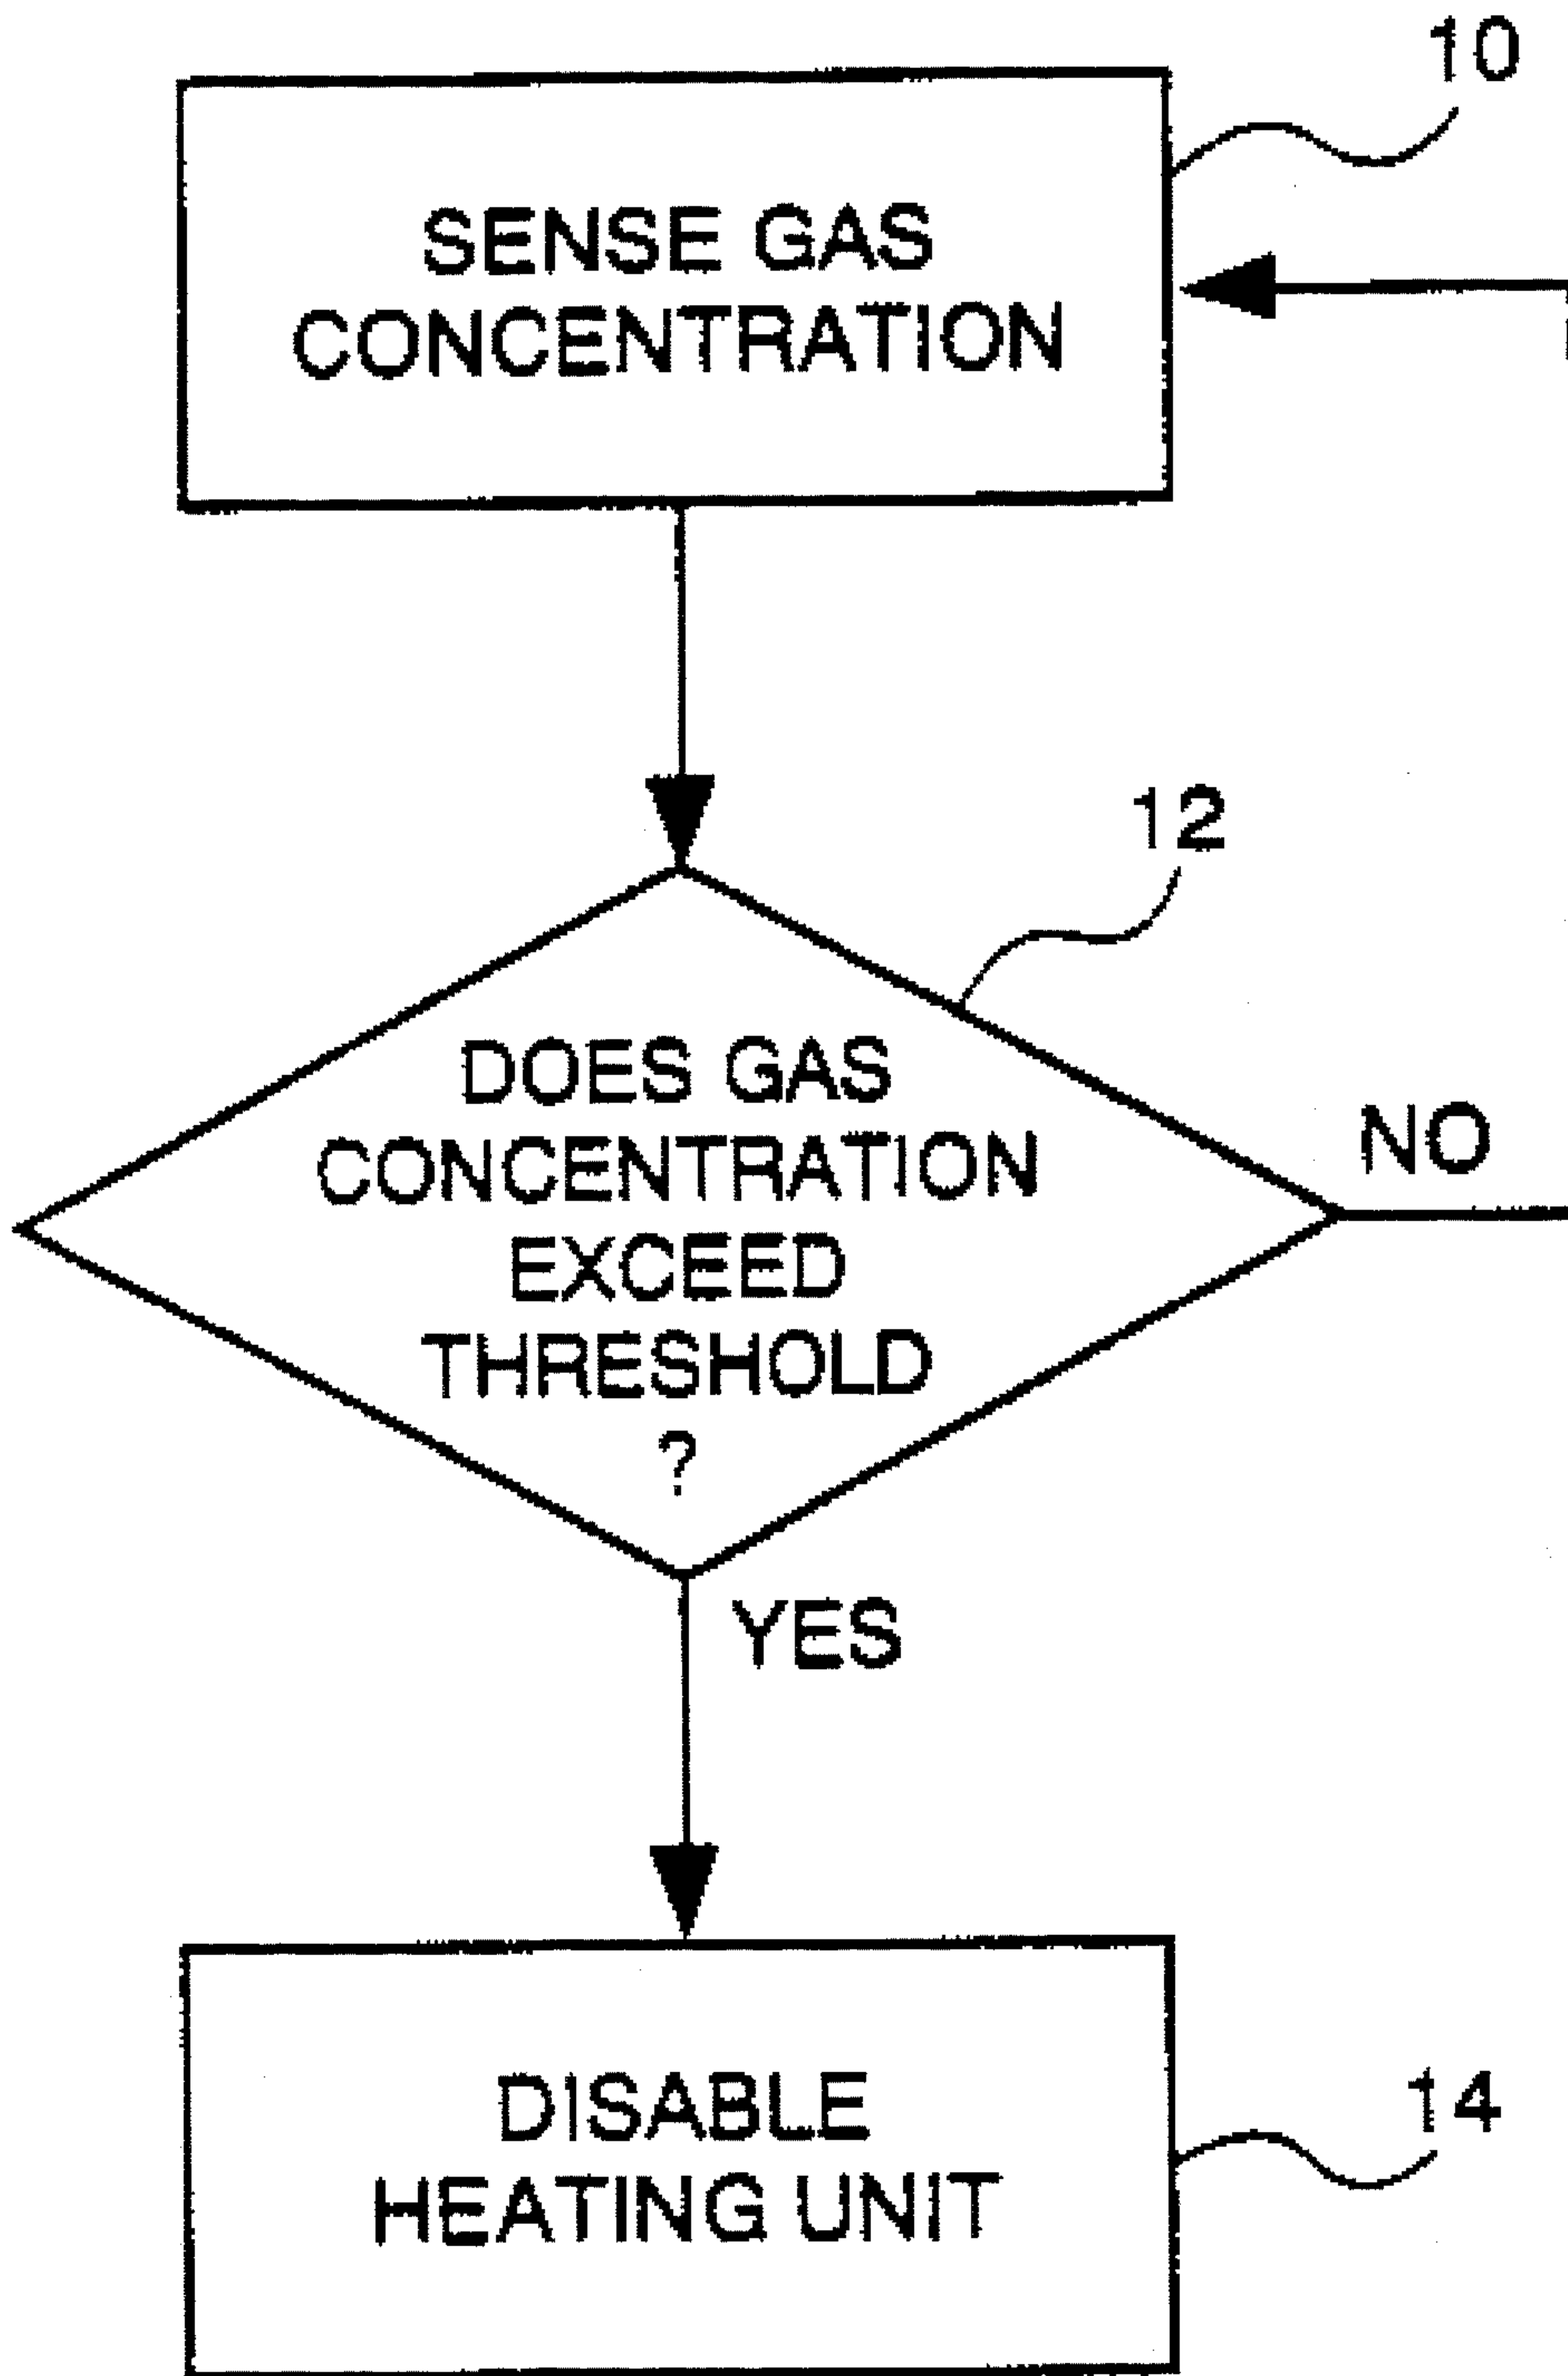 10
SENSE GAS
CONCENTRATION
12
DOES GAS
CONCENTRATION
EXCEED
THRESHOLD
?
NO
YES
DISABLE
HEATING UNIT
14